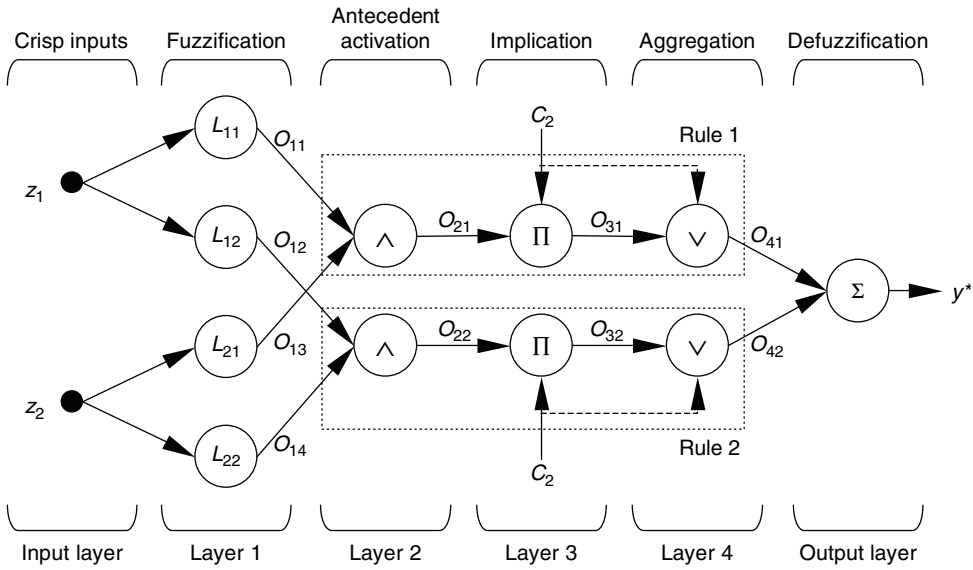 Crisp inputs
Fuzzification
Antecedent
activation
Implication
Aggregation
Defuzzification
C₂
Rule 1
L₁₁
O₁₁
z₁
L₁₂
O₁₂
∧
O₂₁
Π
O₃₁
∨
O₄₁
Σ
y*
L₂₁
O₁₃
∧
O₂₂
Π
O₃₂
∨
O₄₂
z₂
L₂₂
O₁₄
C₂
Rule 2
Input layer
Layer 1
Layer 2
Layer 3
Layer 4
Output layer